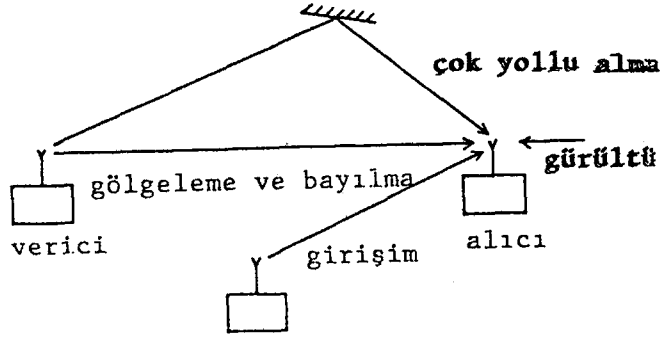 çok yollu alma
gürültü
gölgeleme ve bayılma
verici
girişim
alıcı